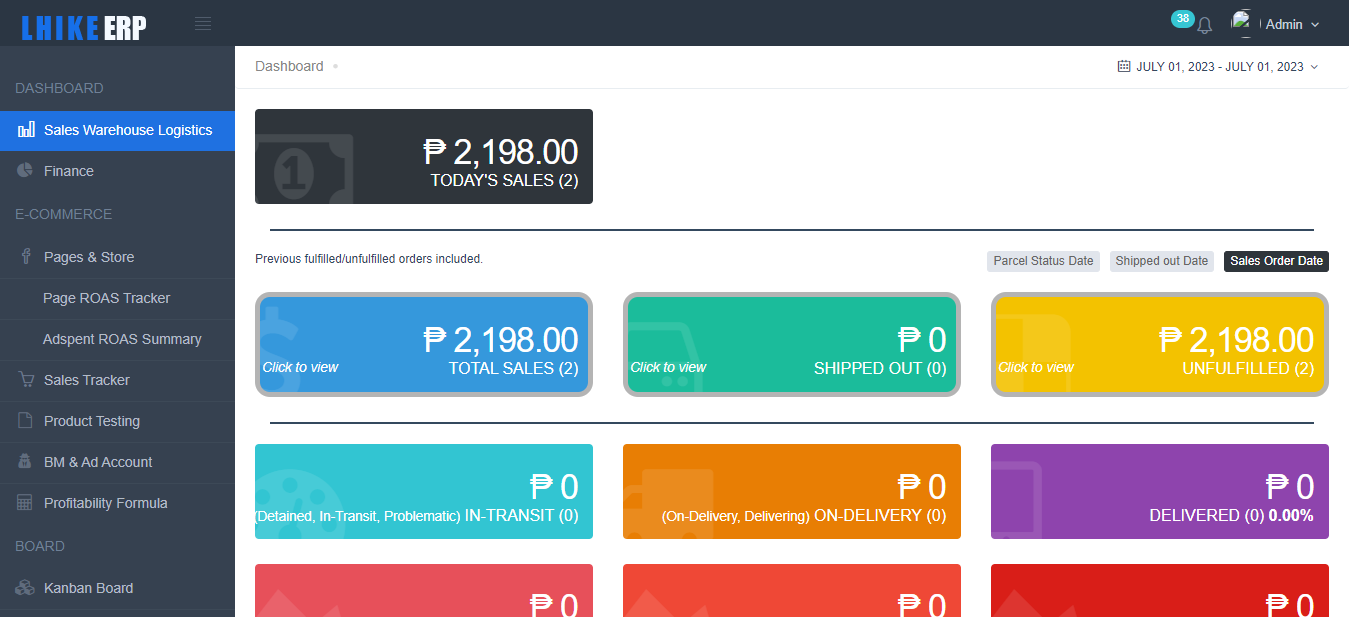 LHIKE ERP
38
Admin
DASHBOARD
Sales Warehouse Logistics
Finance
E-COMMERCE
Pages & Store
Page ROAS Tracker
Adspent ROAS Summary
Sales Tracker
Product Testing
BM & Ad Account
Profitability Formula
BOARD
Kanban Board
Dashboard
JULY 01, 2023 - JULY 01, 2023
1
₱ 2,198.00
TODAY'S SALES (2)
Previous fulfilled/unfulfilled orders included.
Parcel Status Date
Shipped out Date
Sales Order Date
₱ 2,198.00
Click to view
TOTAL SALES (2)
₱ 0
Click to view
SHIPPED OUT (0)
₱ 2,198.00
Click to view
UNFULFILLED (2)
₱ 0
(Detained, In-Transit, Problematic) IN-TRANSIT (0)
₱ 0
(On-Delivery, Delivering) ON-DELIVERY (0)
₱ 0
DELIVERED (0) 0.00%
₱ 0
₱ 0
₱ 0